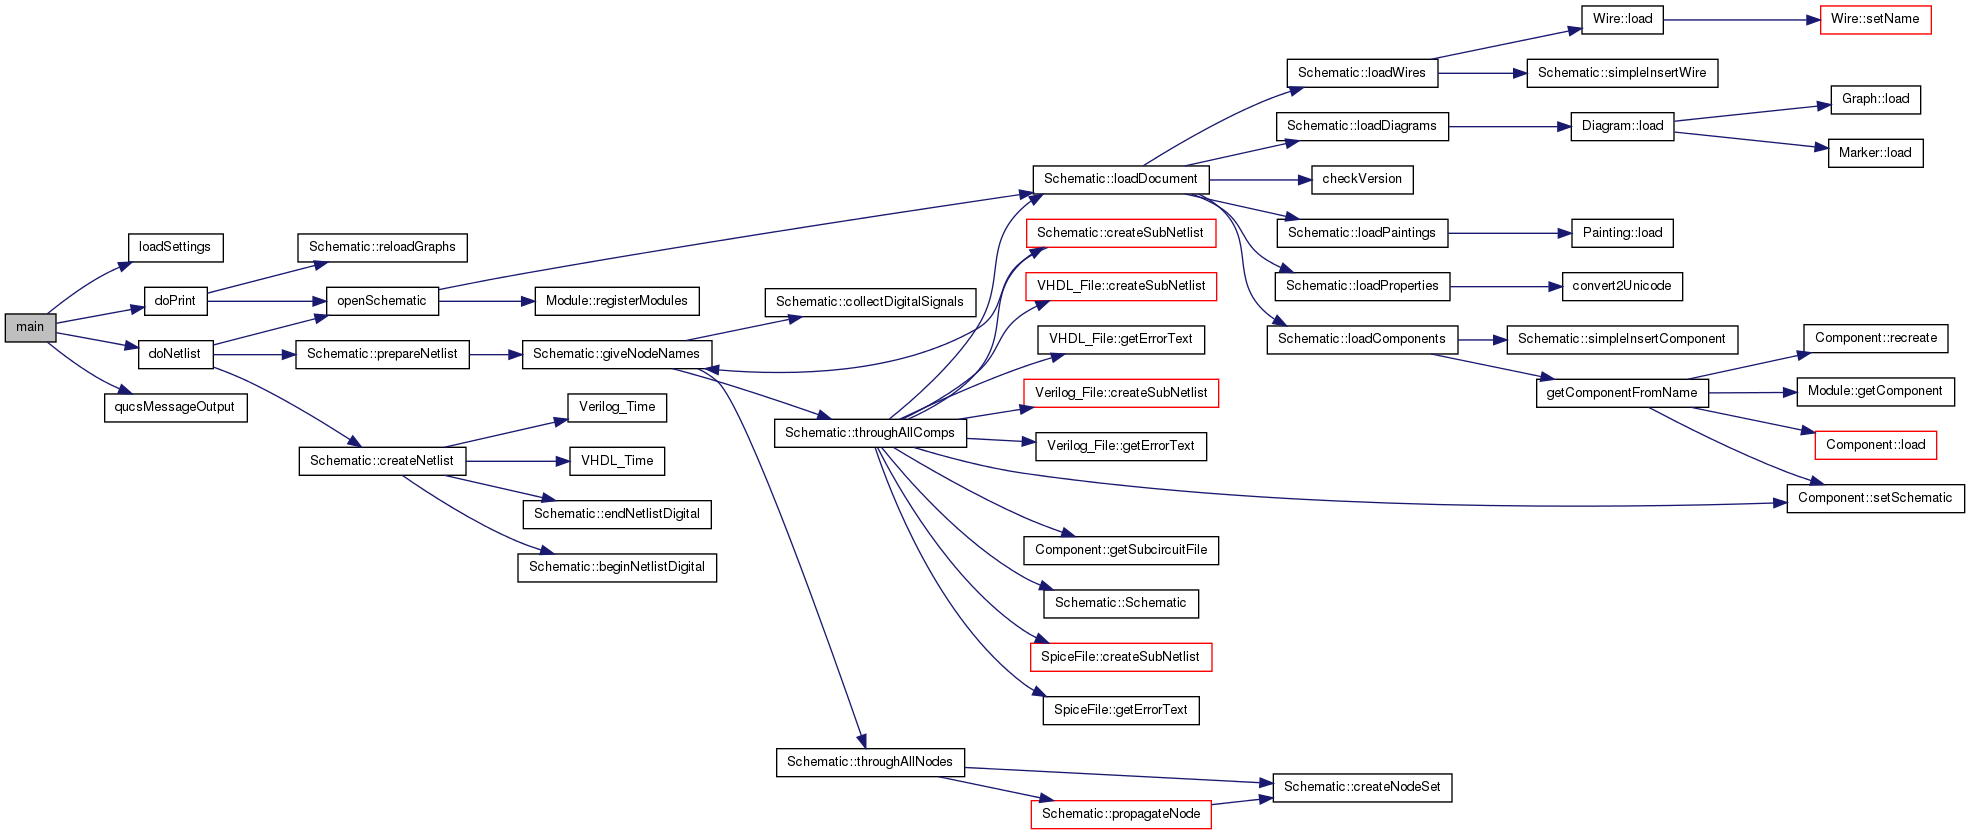 main
loadSettings
doPrint
doNetlist
qucsMessageOutput
Schematic::reloadGraphs
openSchematic
Schematic::prepareNetlist
Schematic::createNetlist
Module::registerModules
Schematic::giveNodeNames
Verilog_Time
VHDL_Time
Schematic::endNetlistDigital
Schematic::beginNetlistDigital
Schematic::collectDigitalSignals
Schematic::throughAllComps
Schematic::throughAllNodes
Schematic::loadDocument
Schematic::createSubNetlist
VHDL_File::createSubNetlist
VHDL_File::getErrorText
Verilog_File::createSubNetlist
Verilog_File::getErrorText
Component::getSubcircuitFile
Schematic::Schematic
SpiceFile::createSubNetlist
SpiceFile::getErrorText
Schematic::propagateNode
Schematic::loadWires
Schematic::loadDiagrams
checkVersion
Schematic::loadPaintings
Schematic::loadProperties
Schematic::loadComponents
Schematic::createNodeSet
Wire::load
Schematic::simpleInsertWire
Diagram::load
Painting::load
convert2Unicode
Schematic::simpleInsertComponent
getComponentFromName
Wire::setName
Graph::load
Marker::load
Component::recreate
Module::getComponent
Component::load
Component::setSchematic